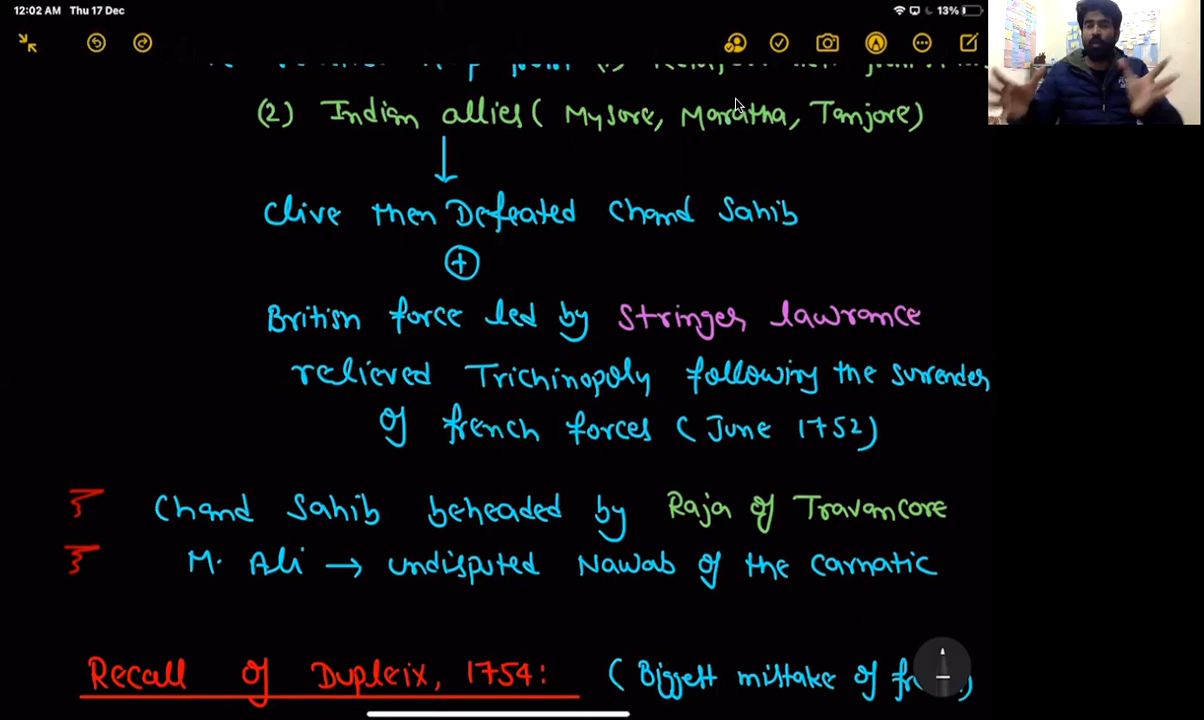 12:02 AM Thu 17 Dec 13%
(2) Indian allies ( Mysore, Maratha, Tanjore)
Clive then Defeated Chand Sahib
+
British force led by Stringer lawrance
relieved Trichinopoly following the surrender
of french forces ( June 1752)
Chand Sahib beheaded by Raja of Travancore
M. Ali → undisputed Nawab of the carnatic
Recall of Dupleix, 1754: ( Biggest mistake of